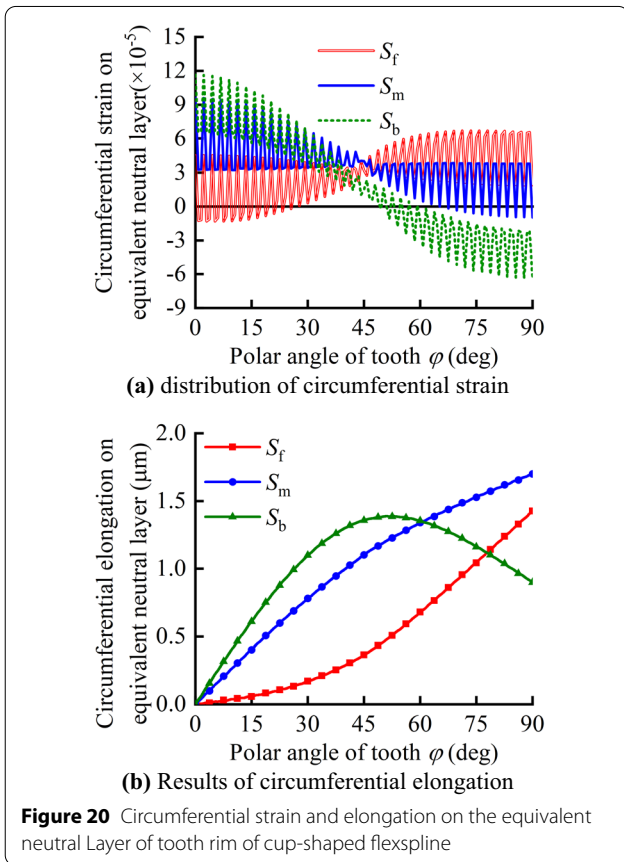 Circumferential strain on
equivalent neutral layer(×10⁻⁵)
12
9
6
3
0
-3
-6
-9
S_f
S_m
S_b
0 15 30 45 60 75 90
Polar angle of tooth φ (deg)
(a) distribution of circumferential strain
Circumferential elongation on
equivalent neutral layer (μm)
2.0
1.5
1.0
0.5
0.0
S_f
S_m
S_b
0 15 30 45 60 75 90
Polar angle of tooth φ (deg)
(b) Results of circumferential elongation
Figure 20 Circumferential strain and elongation on the equivalent
neutral Layer of tooth rim of cup-shaped flexspline